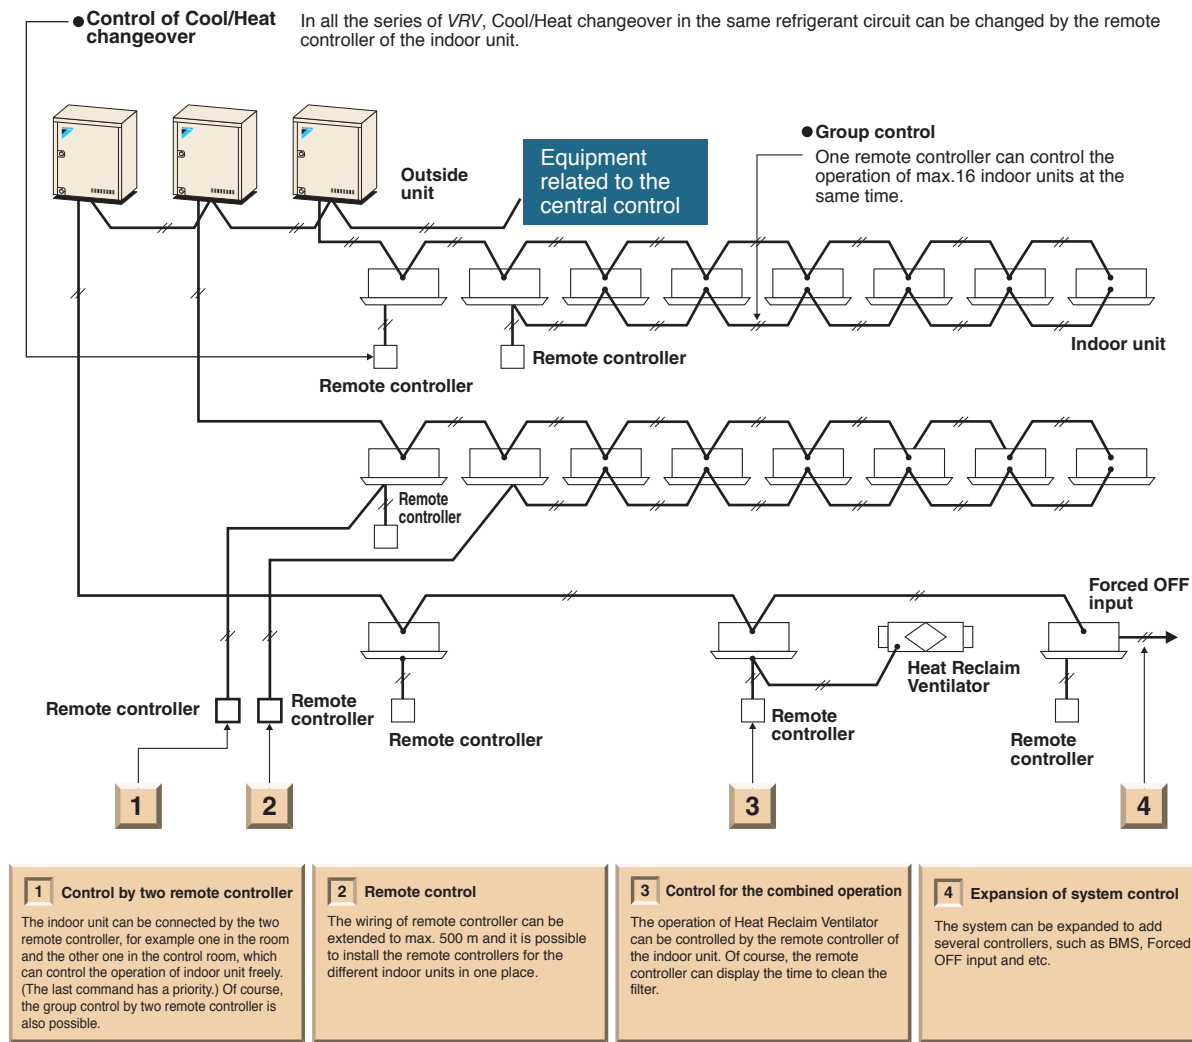 Control of Cool/Heat
changeover
In all the series of VRV, Cool/Heat changeover in the same refrigerant circuit can be changed by the remote
controller of the indoor unit.
Group control
One remote controller can control the
operation of max.16 indoor units at the
same time.
Outside
unit
Equipment
related to the
central control
Indoor unit
Remote controller
Remote controller
Remote
controller
Forced OFF
input
Heat Reclaim
Ventilator
Remote controller
Remote
controller
Remote controller
Remote
controller
Remote
controller
1
2
3
4
1 Control by two remote controller
The indoor unit can be connected by the two
remote controller, for example one in the room
and the other one in the control room, which
can control the operation of indoor unit freely.
(The last command has a priority.) Of course,
the group control by two remote controller is
also possible.
2 Remote control
The wiring of remote controller can be
extended to max. 500 m and it is possible
to install the remote controllers for the
different indoor units in one place.
3 Control for the combined operation
The operation of Heat Reclaim Ventilator
can be controlled by the remote controller of
the indoor unit. Of course, the remote
controller can display the time to clean the
filter.
4 Expansion of system control
The system can be expanded to add
several controllers, such as BMS, Forced
OFF input and etc.